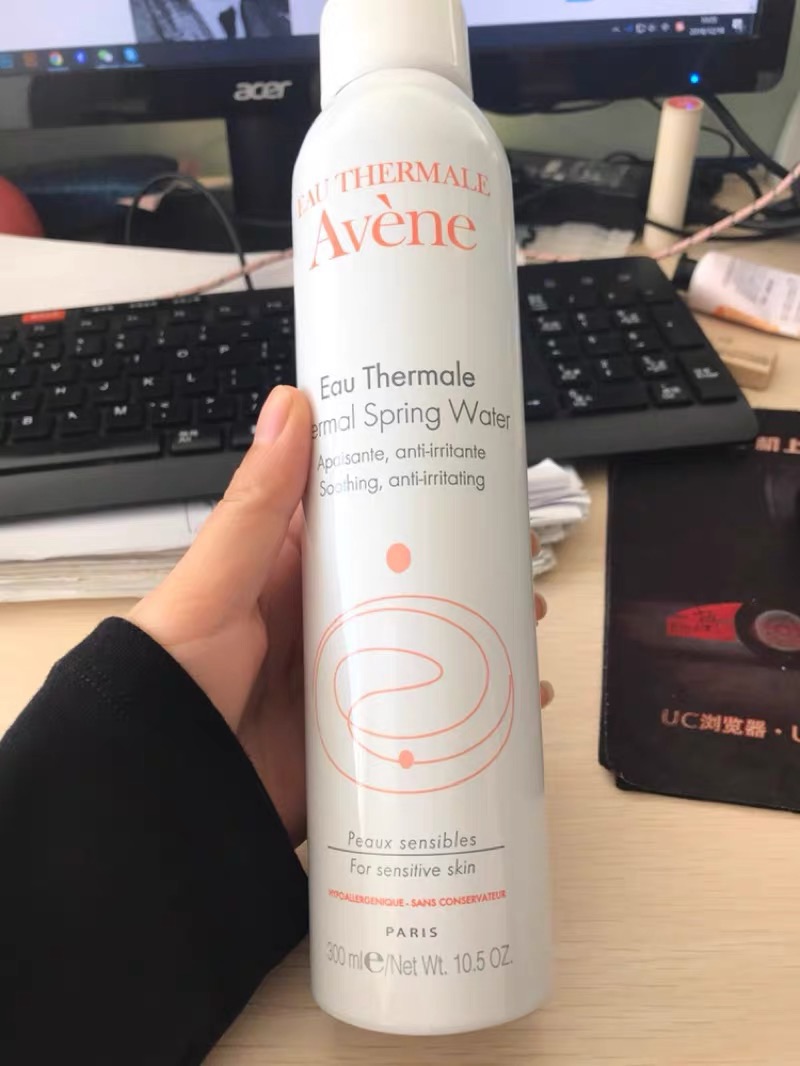 acer
EAU THERMALE
Avène
Eau Thermale
ermal Spring Water
Apaisante, anti-irritante
Soothing, anti-irritating
Peaux sensibles
For sensitive skin
HYPOALLERGENIQUE - SANS CONSERVATEUR
PARIS
300 ml e/Net Wt. 10.5 OZ.
UC浏览器·U